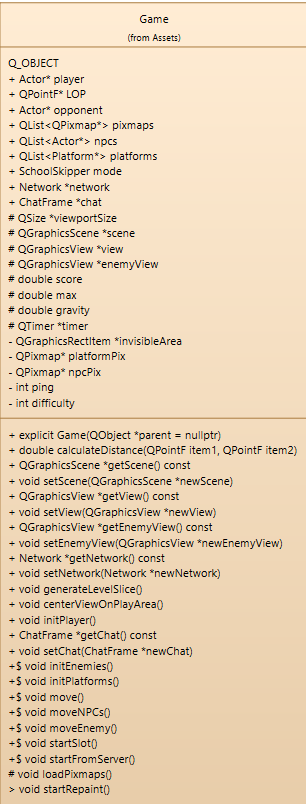 Game
(from Assets)
Q_OBJECT
+ Actor* player
+ QPointF* LOP
+ Actor* opponent
+ QList<QPixmap*> pixmaps
+ QList<Actor*> npcs
+ QList<Platform*> platforms
+ SchoolSkipper mode
+ Network *network
+ ChatFrame *chat
# QSize *viewportSize
# QGraphicsScene *scene
# QGraphicsView *view
# QGraphicsView *enemyView
# double score
# double max
# double gravity
# QTimer *timer
- QGraphicsRectItem *invisibleArea
- QPixmap* platformPix
- QPixmap* npcPix
- int ping
- int difficulty
+ explicit Game(QObject *parent = nullptr)
+ double calculateDistance(QPointF item1, QPointF item2)
+ QGraphicsScene *getScene() const
+ void setScene(QGraphicsScene *newScene)
+ QGraphicsView *getView() const
+ void setView(QGraphicsView *newView)
+ QGraphicsView *getEnemyView() const
+ void setEnemyView(QGraphicsView *newEnemyView)
+ Network *getNetwork() const
+ void setNetwork(Network *newNetwork)
+ void generateLevelSlice()
+ void centerViewOnPlayArea()
+ void initPlayer()
+ ChatFrame *getChat() const
+ void setChat(ChatFrame *newChat)
+$ void initEnemies()
+$ void initPlatforms()
+$ void move()
+$ void moveNPCs()
+$ void moveEnemy()
+$ void startSlot()
+$ void startFromServer()
# void loadPixmaps()
> void startRepaint()